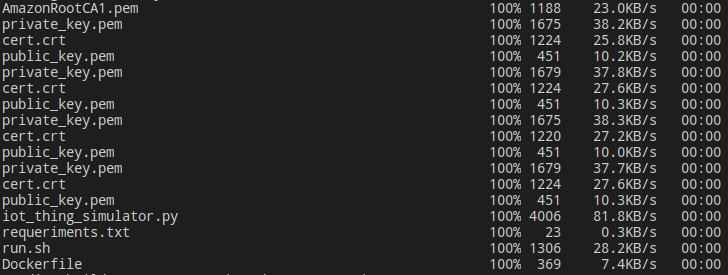 AmazonRootCA1.pem 100% 1188 23.0KB/s 00:00
private_key.pem 100% 1675 38.2KB/s 00:00
cert.crt 100% 1224 25.8KB/s 00:00
public_key.pem 100% 451 10.2KB/s 00:00
private_key.pem 100% 1679 37.8KB/s 00:00
cert.crt 100% 1224 27.6KB/s 00:00
public_key.pem 100% 451 10.3KB/s 00:00
private_key.pem 100% 1675 38.3KB/s 00:00
cert.crt 100% 1220 27.2KB/s 00:00
public_key.pem 100% 451 10.0KB/s 00:00
private_key.pem 100% 1679 37.7KB/s 00:00
cert.crt 100% 1224 27.6KB/s 00:00
public_key.pem 100% 451 10.3KB/s 00:00
iot_thing_simulator.py 100% 4006 81.8KB/s 00:00
requeriments.txt 100% 23 0.3KB/s 00:00
run.sh 100% 1306 28.2KB/s 00:00
Dockerfile 100% 369 7.4KB/s 00:00